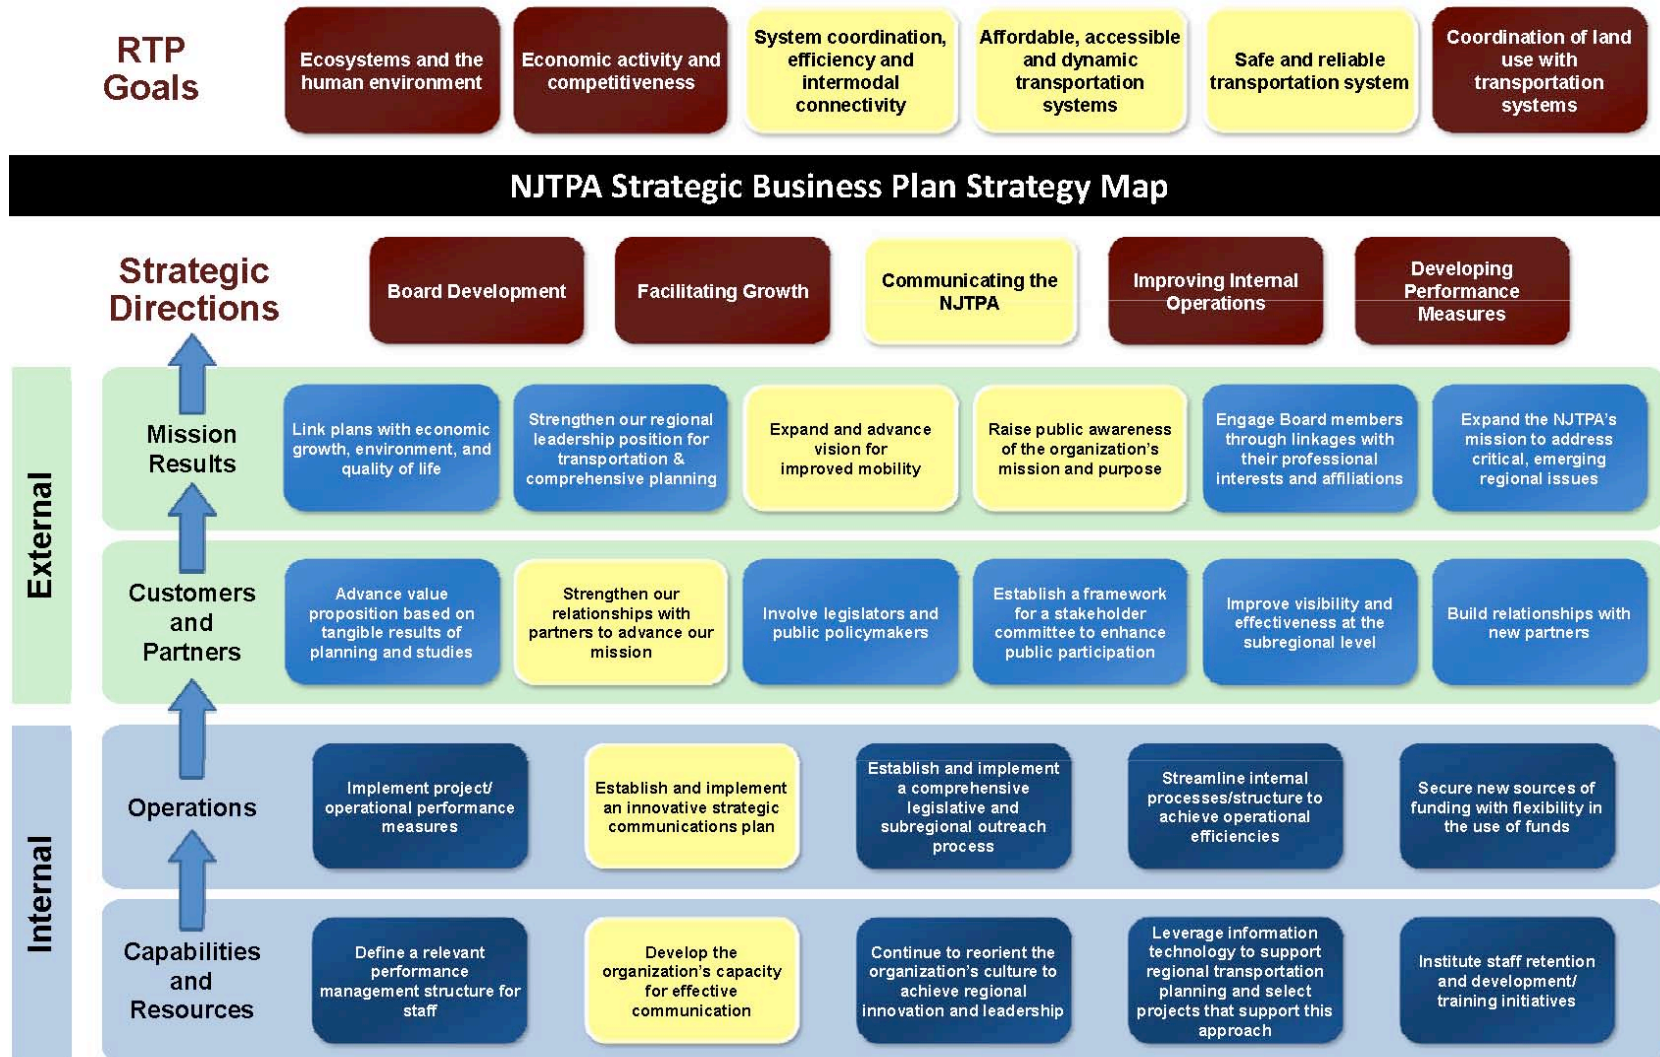 RTP
Goals
Ecosystems and the
human environment
Economic activity and
competitiveness
System coordination,
efficiency and
intermodal
connectivity
Affordable, accessible
and dynamic
transportation
systems
Safe and reliable
transportation system
Coordination of land
use with
transportation
systems
NJTPA Strategic Business Plan Strategy Map
Strategic
Directions
Board Development
Facilitating Growth
Communicating the
NJTPA
Improving Internal
Operations
Developing
Performance
Measures
External
Mission
Results
Link plans with economic
growth, environment, and
quality of life
Strengthen our regional
leadership position for
transportation &
comprehensive planning
Expand and advance
vision for
improved mobility
Raise public awareness
of the organization's
mission and purpose
Engage Board members
through linkages with
their professional
interests and affiliations
Expand the NJTPA's
mission to address
critical, emerging
regional issues
Customers
and
Partners
Advance value
proposition based on
tangible results of
planning and studies
Strengthen our
relationships with
partners to advance our
mission
Involve legislators and
public policymakers
Establish a framework
for a stakeholder
committee to enhance
public participation
Improve visibility and
effectiveness at the
subregional level
Build relationships with
new partners
Internal
Operations
Implement project/
operational performance
measures
Establish and implement
an innovative strategic
communications plan
Establish and implement
a comprehensive
legislative and
subregional outreach
process
Streamline internal
processes/structure to
achieve operational
efficiencies
Secure new sources of
funding with flexibility in
the use of funds
Capabilities
and
Resources
Define a relevant
performance
management structure for
staff
Develop the
organization's capacity
for effective
communication
Continue to reorient the
organization's culture to
achieve regional
innovation and leadership
Leverage information
technology to support
regional transportation
planning and select
projects that support this
approach
Institute staff retention
and development/
training initiatives